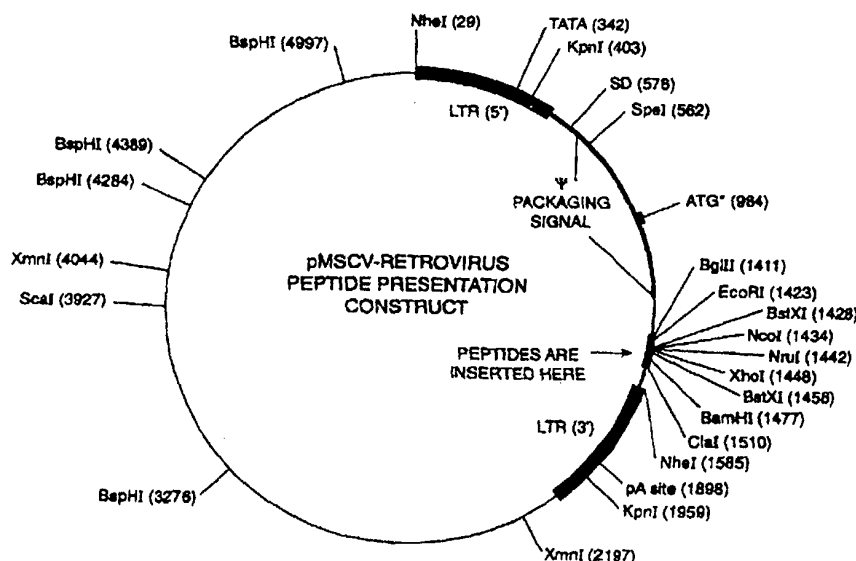 NheI (29)
TATA (342)
KpnI (403)
BspHI (4997)
SD (578)
SpeI (562)
LTR (5')
BspHI (4389)
BspHI (4284)
Ψ
PACKAGING
SIGNAL
ATG" (984)
XmnI (4044)
ScaI (3927)
pMSCV-RETROVIRUS
PEPTIDE PRESENTATION
CONSTRUCT
BglII (1411)
EcoRI (1423)
BstXI (1428)
NcoI (1434)
NruI (1442)
XhoI (1448)
BstXI (1458)
BamHI (1477)
ClaI (1510)
NheI (1585)
PEPTIDES ARE
INSERTED HERE
LTR (3')
pA site (1898)
KpnI (1959)
BspHI (3276)
XmnI (2197)